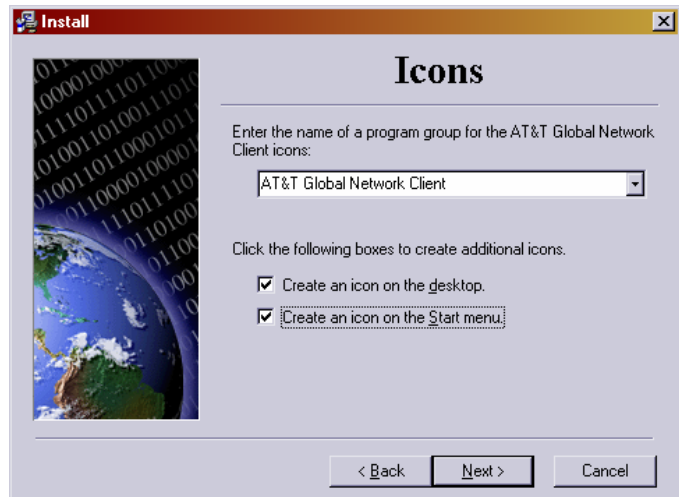 Install
Icons
Enter the name of a program group for the AT&T Global Network
Client icons:
AT&T Global Network Client
Click the following boxes to create additional icons.
Create an icon on the desktop.
Create an icon on the Start menu.
< Back Next > Cancel